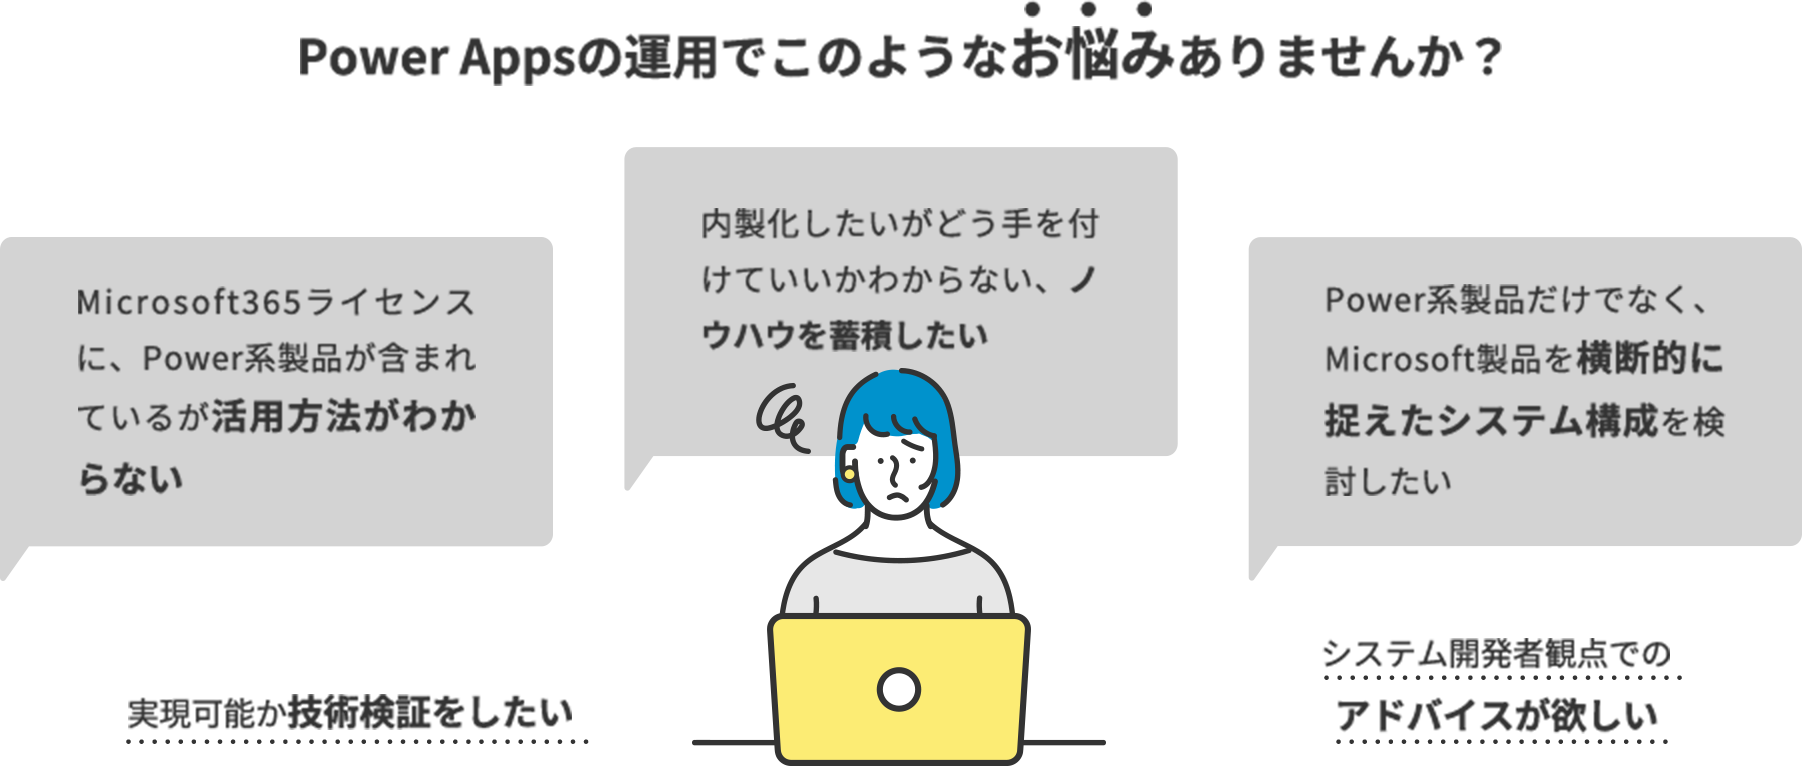 Power Appsの運用でこのようなお悩みありませんか？
Microsoft365ライセンス
に、Power系製品が含まれ
ているが活用方法がわか
らない
内製化したいがどう手を付
けていいかわからない、ノ
ウハウを蓄積したい
Power系製品だけでなく、
Microsoft製品を横断的に
捉えたシステム構成を検
討したい
実現可能か技術検証をしたい
システム開発者観点での
アドバイスが欲しい